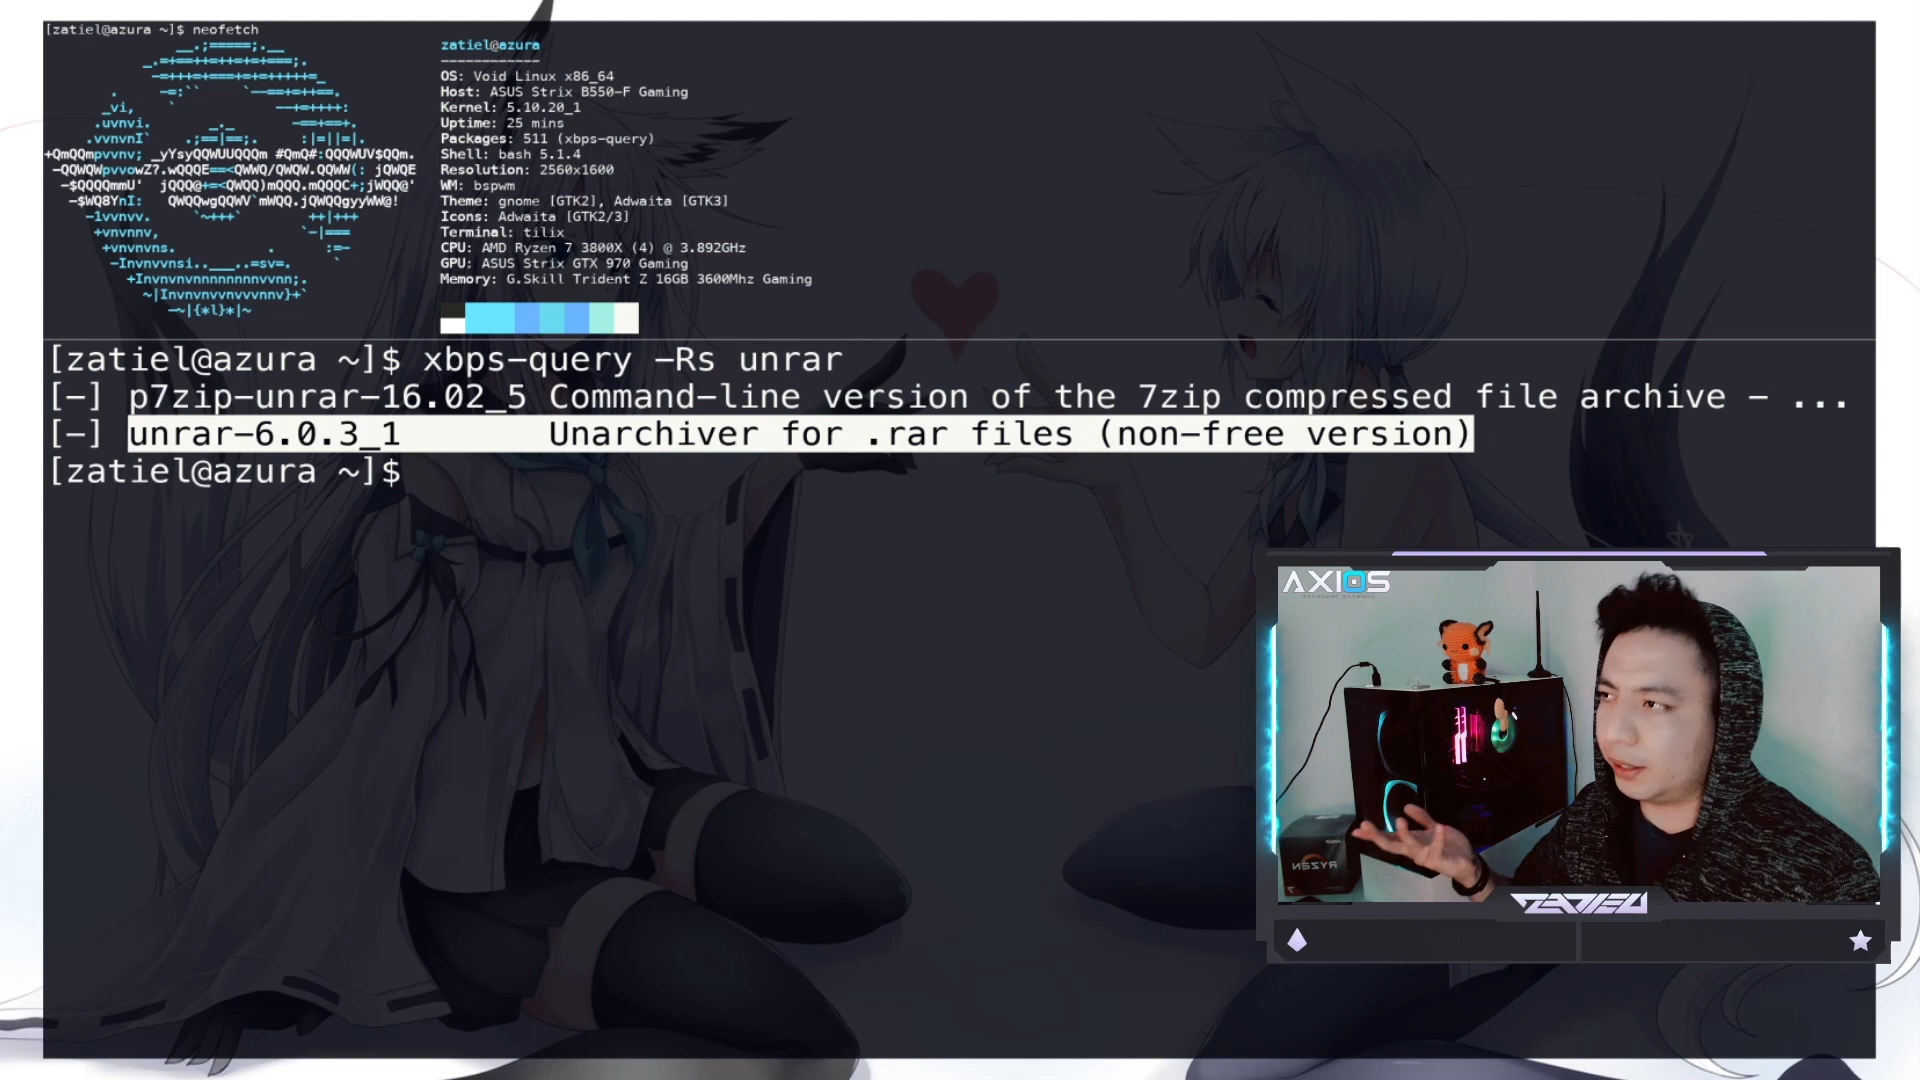 [zatiel@azura ~]$ neofetch
zatiel@azura
------------
OS: Void Linux x86_64
Host: ASUS Strix B550-F Gaming
Kernel: 5.10.20_1
Uptime: 25 mins
Packages: 511 (xbps-query)
Shell: bash 5.1.4
Resolution: 2560x1600
WM: bspwm
Theme: gnome [GTK2], Adwaita [GTK3]
Icons: Adwaita [GTK2/3]
Terminal: tilix
CPU: AMD Ryzen 7 3800X (4) @ 3.892GHz
GPU: ASUS Strix GTX 970 Gaming
Memory: G.Skill Trident Z 16GB 3600Mhz Gaming
[zatiel@azura ~]$ xbps-query -Rs unrar
[-] p7zip-unrar-16.02_5 Command-line version of the 7zip compressed file archive - ...
[-] unrar-6.0.3_1 Unarchiver for .rar files (non-free version)
[zatiel@azura ~]$
AXIOS
RYZEN